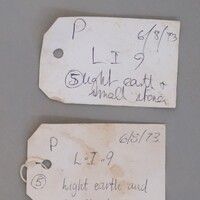 P 6/8/73
L-I-9
⑤ light earth +
small stones
P 6/8/73.
L-I-9
⑤ Light earth and